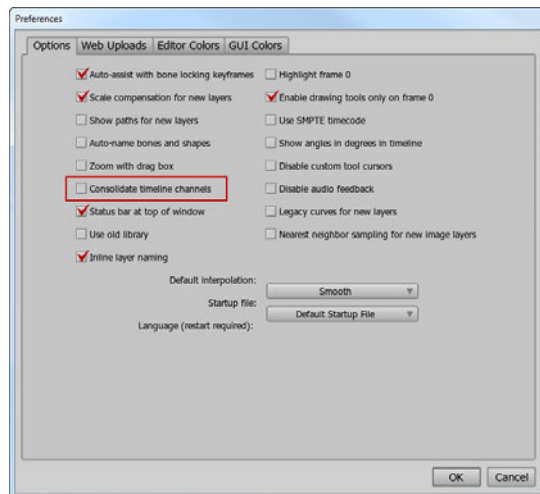 Preferences
Options Web Uploads Editor Colors GUI Colors
Auto-assist with bone locking keyframes
Scale compensation for new layers
Show paths for new layers
Auto-name bones and shapes
Zoom with drag box
Consolidate timeline channels
Status bar at top of window
Use old library
Inline layer naming
Highlight frame 0
Enable drawing tools only on frame 0
Use SMPTE timecode
Show angles in degrees in timeline
Disable custom tool cursors
Disable audio feedback
Legacy curves for new layers
Nearest neighbor sampling for new image layers
Default interpolation: Smooth
Startup file: Default Startup File
Language (restart required):
OK Cancel